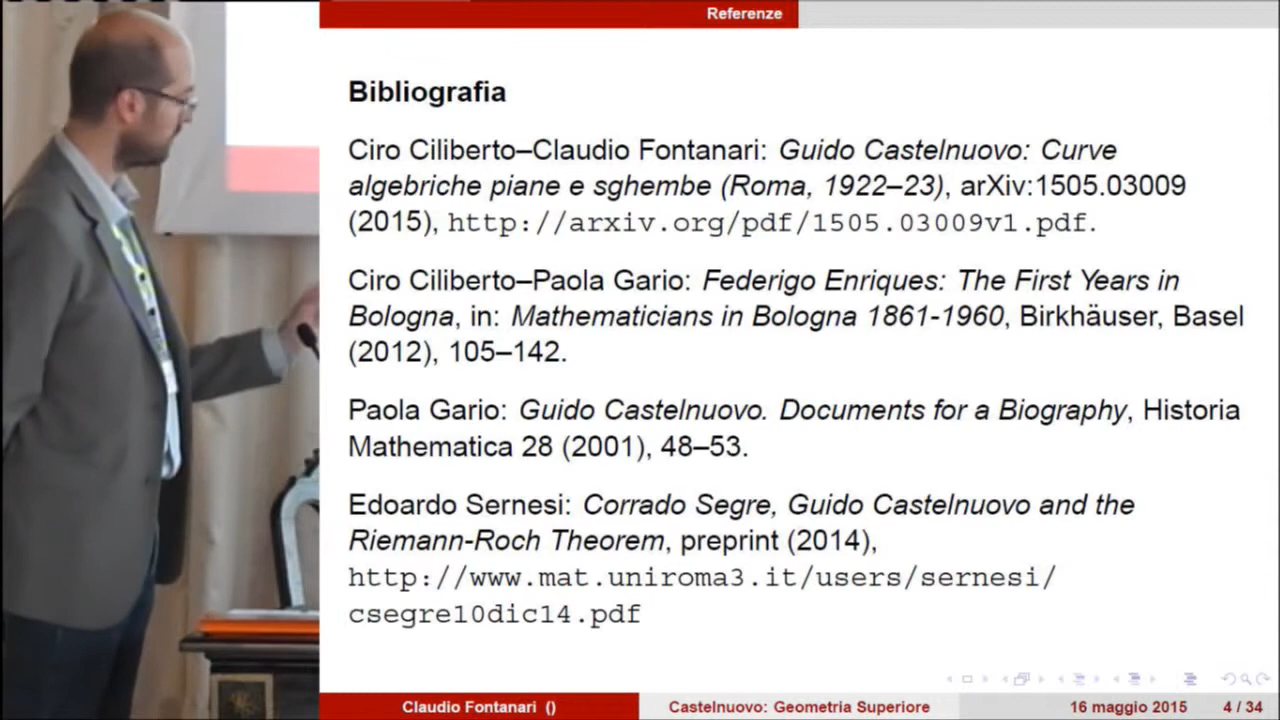 Referenze
Bibliografia
Ciro Ciliberto–Claudio Fontanari: Guido Castelnuovo: Curve
algebriche piane e sghembe (Roma, 1922–23), arXiv:1505.03009
(2015), http://arxiv.org/pdf/1505.03009v1.pdf.
Ciro Ciliberto–Paola Gario: Federigo Enriques: The First Years in
Bologna, in: Mathematicians in Bologna 1861-1960, Birkhäuser, Basel
(2012), 105–142.
Paola Gario: Guido Castelnuovo. Documents for a Biography, Historia
Mathematica 28 (2001), 48–53.
Edoardo Sernesi: Corrado Segre, Guido Castelnuovo and the
Riemann-Roch Theorem, preprint (2014),
http://www.mat.uniroma3.it/users/sernesi/
csegre10dic14.pdf
Claudio Fontanari () Castelnuovo: Geometria Superiore 16 maggio 2015 4 / 34